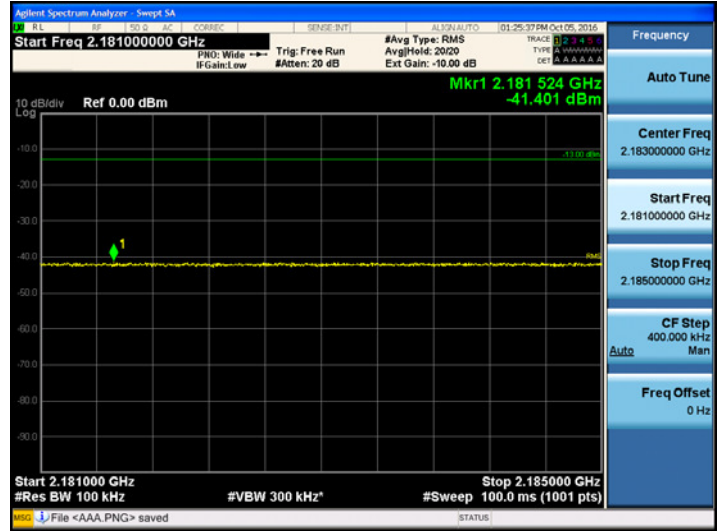 Agilent Spectrum Analyzer - Swept SA
RL RF 50 Ω AC CORREC SENSE:INT ALIGN AUTO 01:25:37 PM Oct 05, 2016
Start Freq 2.181000000 GHz
PNO: Wide
IFGain:Low
Trig: Free Run
#Atten: 20 dB
#Avg Type: RMS
Avg|Hold: 20/20
Ext Gain: -10.00 dB
TRACE 1 2 3 4 5 6
TYPE A WWWWW
DET A A A A A A
Mkr1 2.181 524 GHz
-41.401 dBm
10 dB/div Ref 0.00 dBm
Log
-10.0
-13.00 dBm
-20.0
-30.0
1
-40.0
RMS
-50.0
-60.0
-70.0
-80.0
-90.0
Start 2.181000 GHz Stop 2.185000 GHz
#Res BW 100 kHz #VBW 300 kHz* #Sweep 100.0 ms (1001 pts)
MSG File <AAA.PNG> saved STATUS
Frequency
Auto Tune
Center Freq
2.183000000 GHz
Start Freq
2.181000000 GHz
Stop Freq
2.185000000 GHz
CF Step
400.000 kHz
Auto Man
Freq Offset
0 Hz